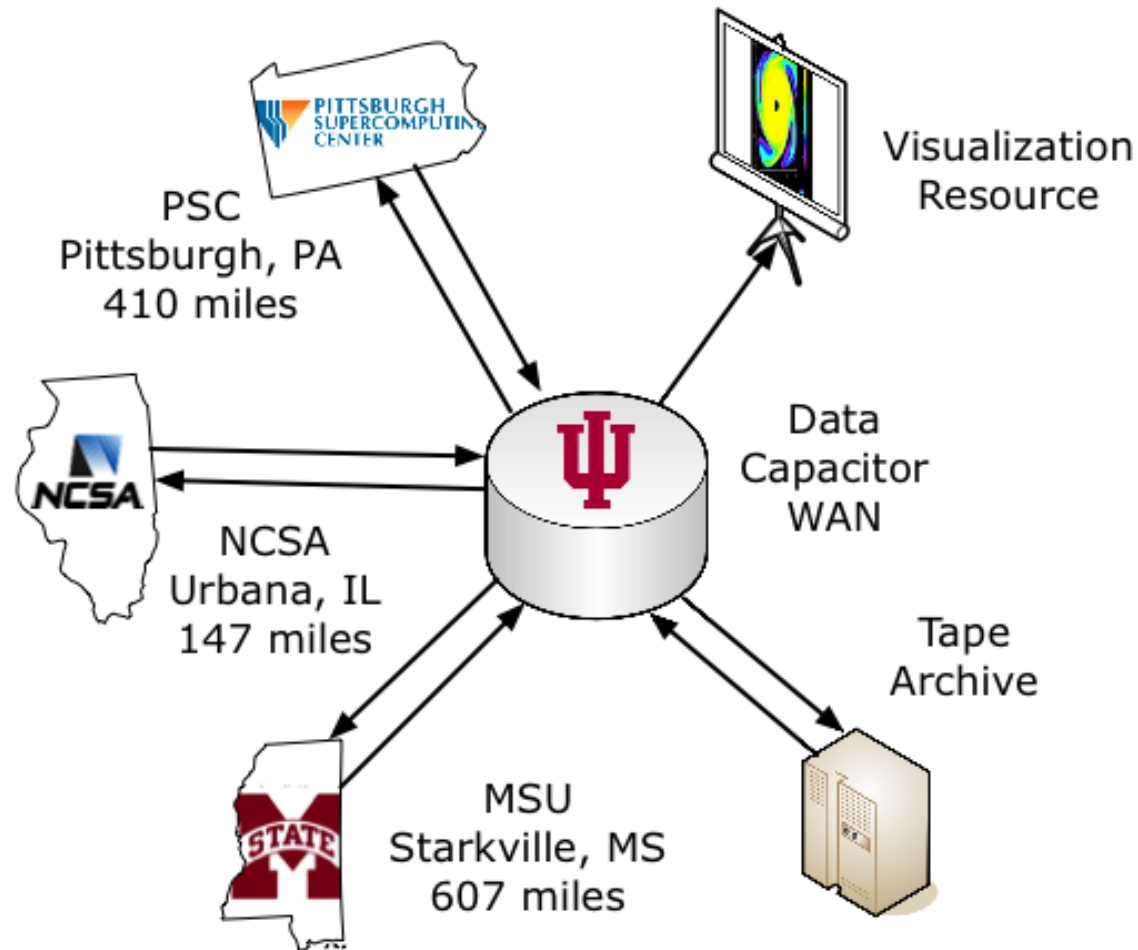 PITTSBURGH
SUPERCOMPUTING
CENTER
PSC
Pittsburgh, PA
410 miles
Visualization
Resource
NCSA
NCSA
Urbana, IL
147 miles
Data
Capacitor
WAN
Tape
Archive
STATE
MSU
Starkville, MS
607 miles